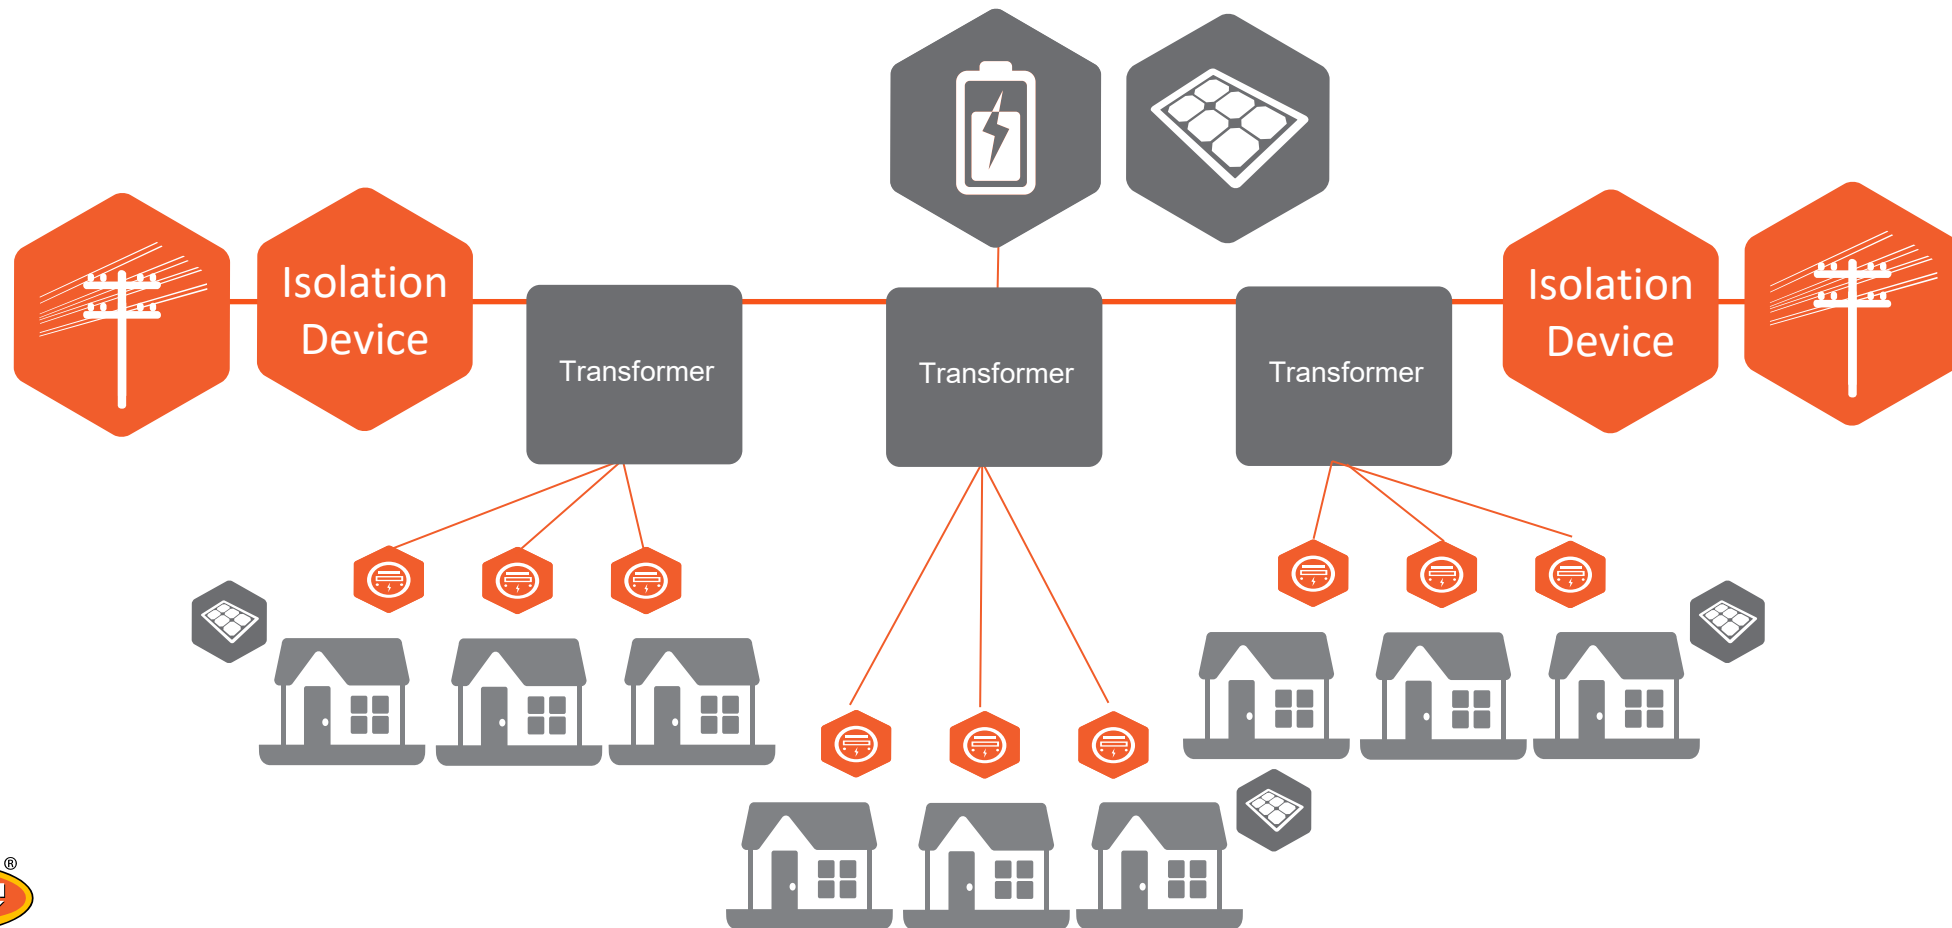 Isolation
Device
Transformer
Transformer
Transformer
Isolation
Device
®